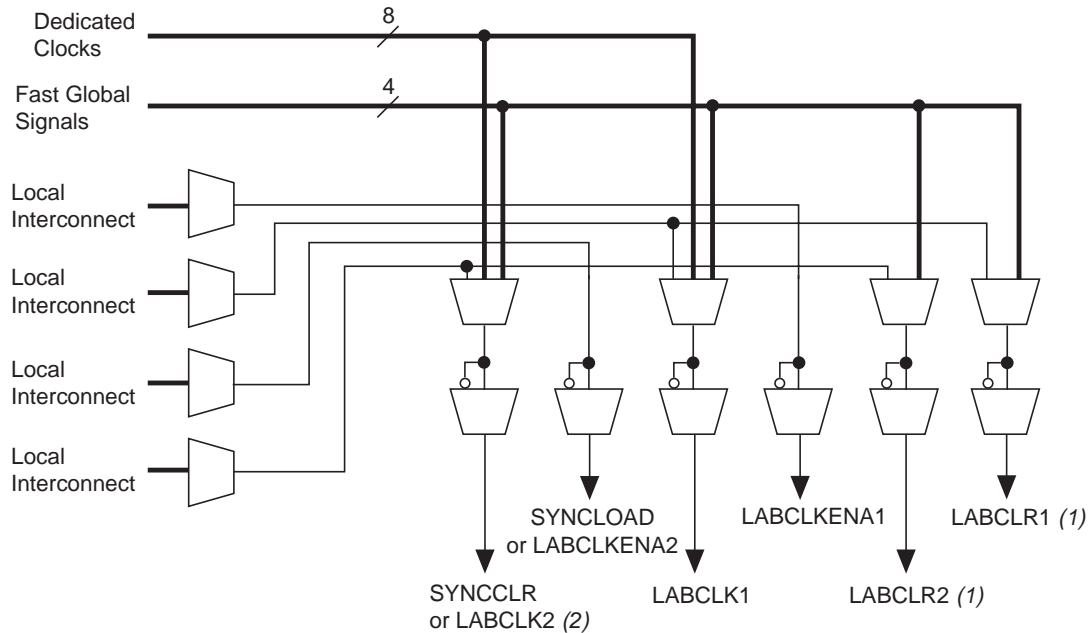 Dedicated
Clocks
8
Fast Global
Signals
4
Local
Interconnect
Local
Interconnect
Local
Interconnect
Local
Interconnect
SYNCLOAD
or LABCLKENA2
LABCLKENA1
LABCLR1 (1)
SYNCCLR
or LABCLK2 (2)
LABCLK1
LABCLR2 (1)